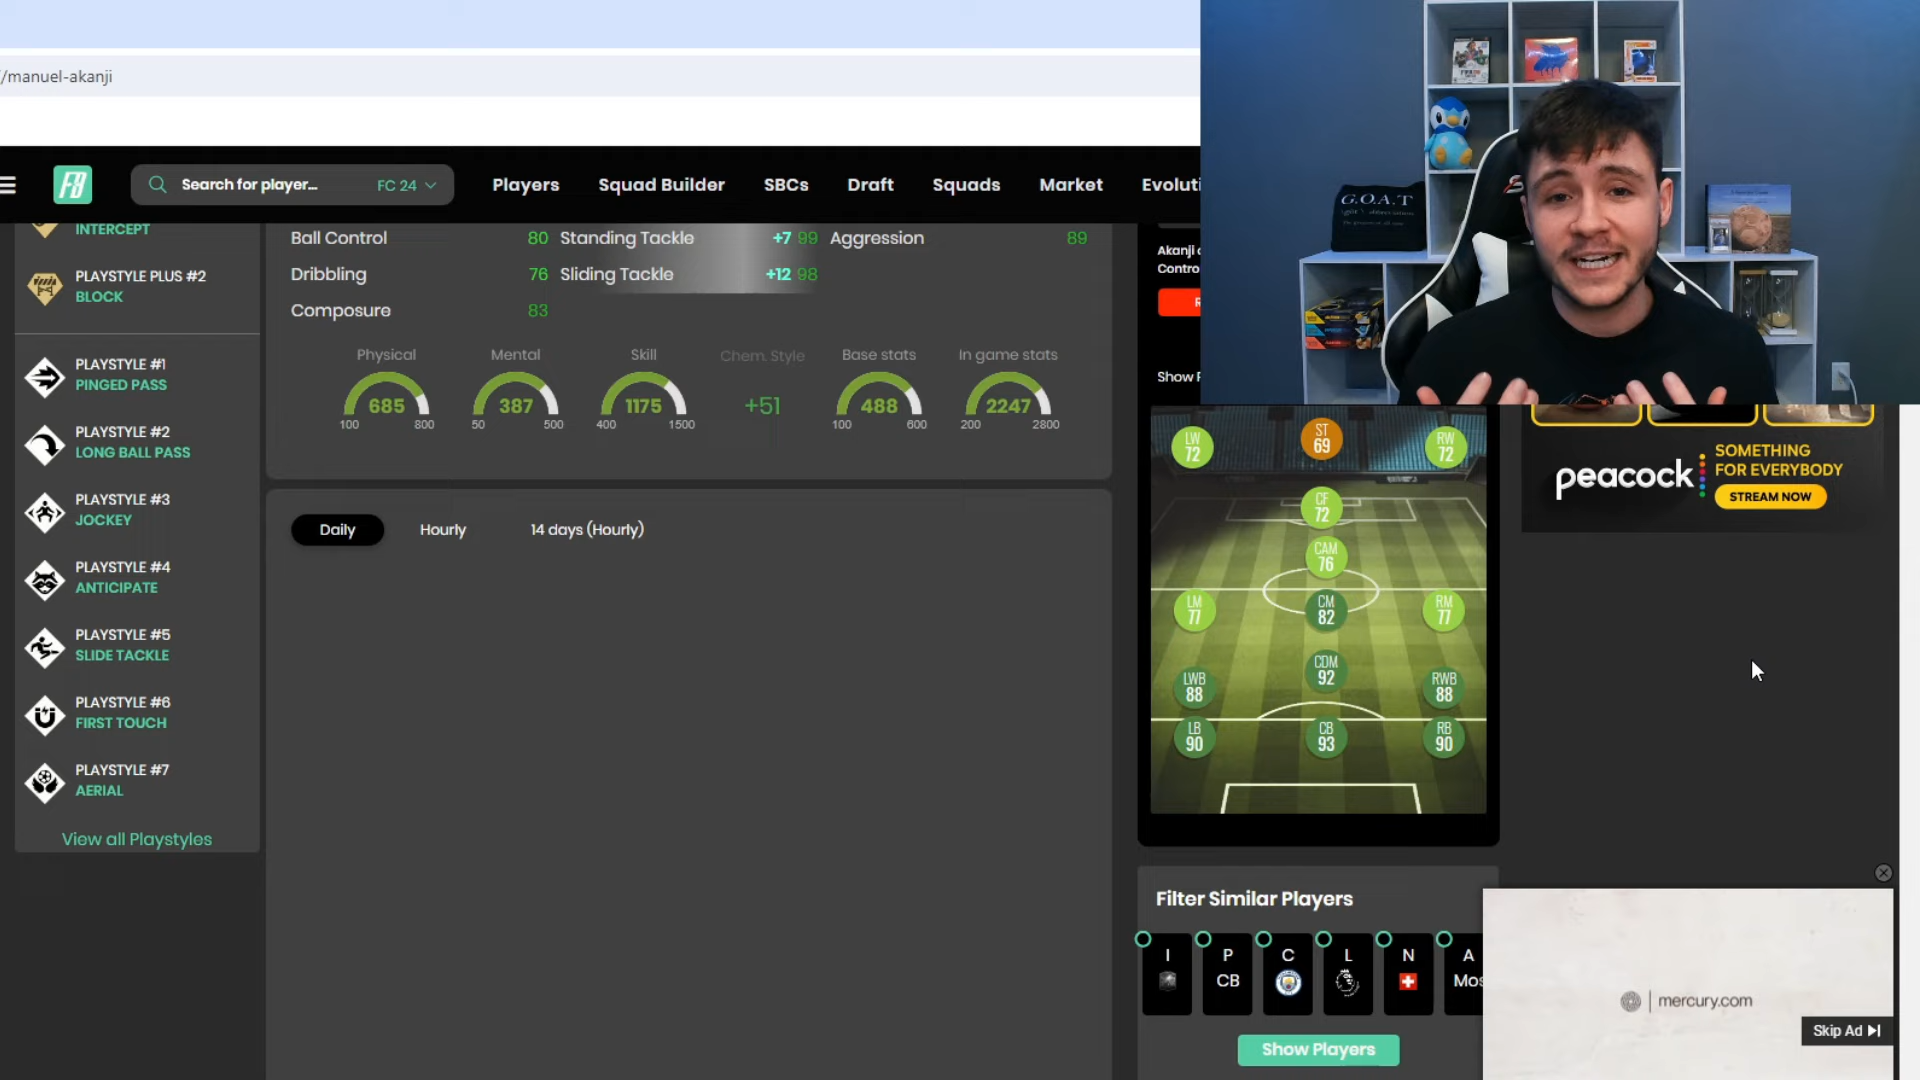 /manuel-akanji
Search for player...
FC 24
Players
Squad Builder
SBCs
Draft
Squads
Market
Evoluti
INTERCEPT
PLAYSTYLE PLUS #2
BLOCK
PLAYSTYLE #1
PINGED PASS
PLAYSTYLE #2
LONG BALL PASS
PLAYSTYLE #3
JOCKEY
PLAYSTYLE #4
ANTICIPATE
PLAYSTYLE #5
SLIDE TACKLE
PLAYSTYLE #6
FIRST TOUCH
PLAYSTYLE #7
AERIAL
View all Playstyles
Ball Control 80 Standing Tackle +7 99 Aggression 89
Dribbling 76 Sliding Tackle +12 98
Composure 83
Physical Mental Skill Chem. Style Base stats In game stats
685 387 1175 +51 488 2247
100 800 50 500 400 1500 100 600 200 2800
Daily Hourly 14 days (Hourly)
Akanji
Contro
R
Show
G.O.A.T
LW 72
ST 69
RW 72
CF 72
CAM 76
LM 77
CM 82
RM 77
LWB 88
CDM 92
RWB 88
LB 90
CB 93
RB 90
peacock
SOMETHING
FOR EVERYBODY
STREAM NOW
Filter Similar Players
I P C L N A
CB Mos
Show Players
mercury.com
Skip Ad